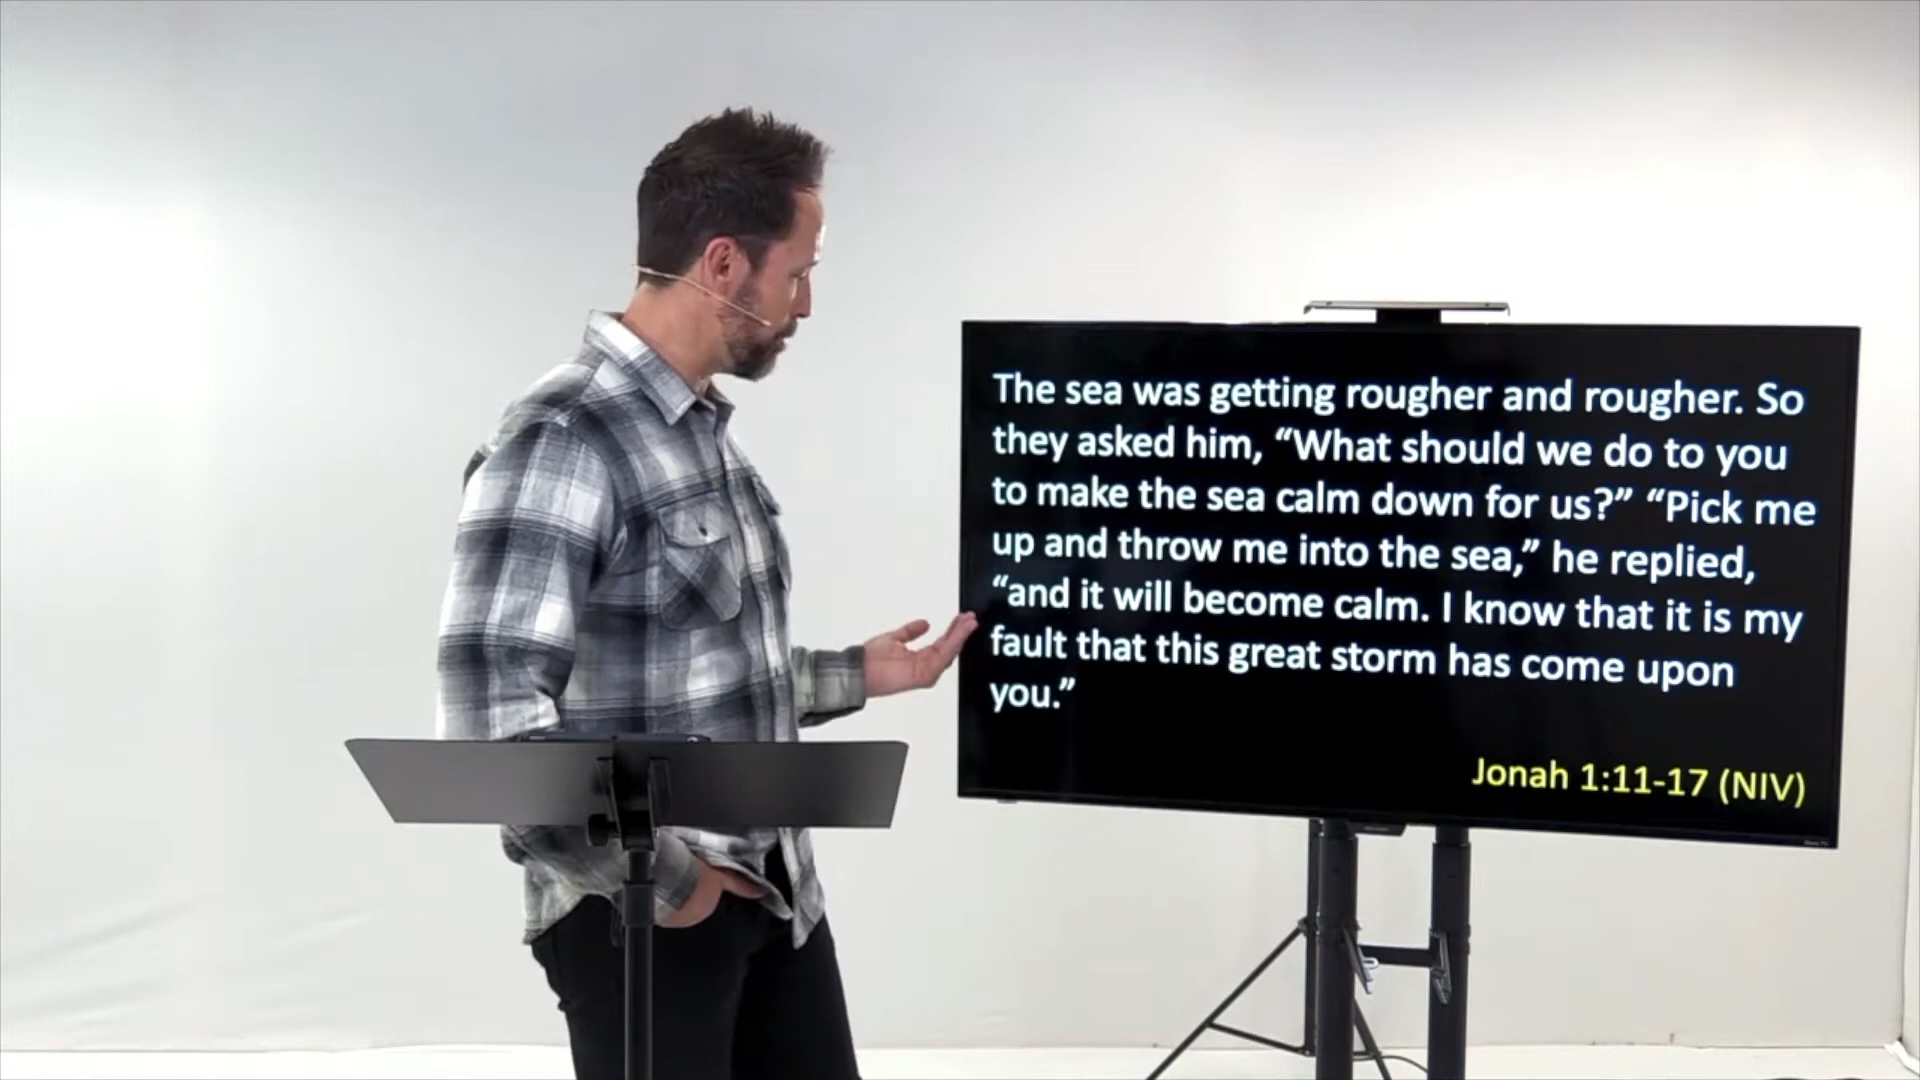 The sea was getting rougher and rougher. So
they asked him, “What should we do to you
to make the sea calm down for us?” “Pick me
up and throw me into the sea,” he replied,
“and it will become calm. I know that it is my
fault that this great storm has come upon
you.”
Jonah 1:11-17 (NIV)